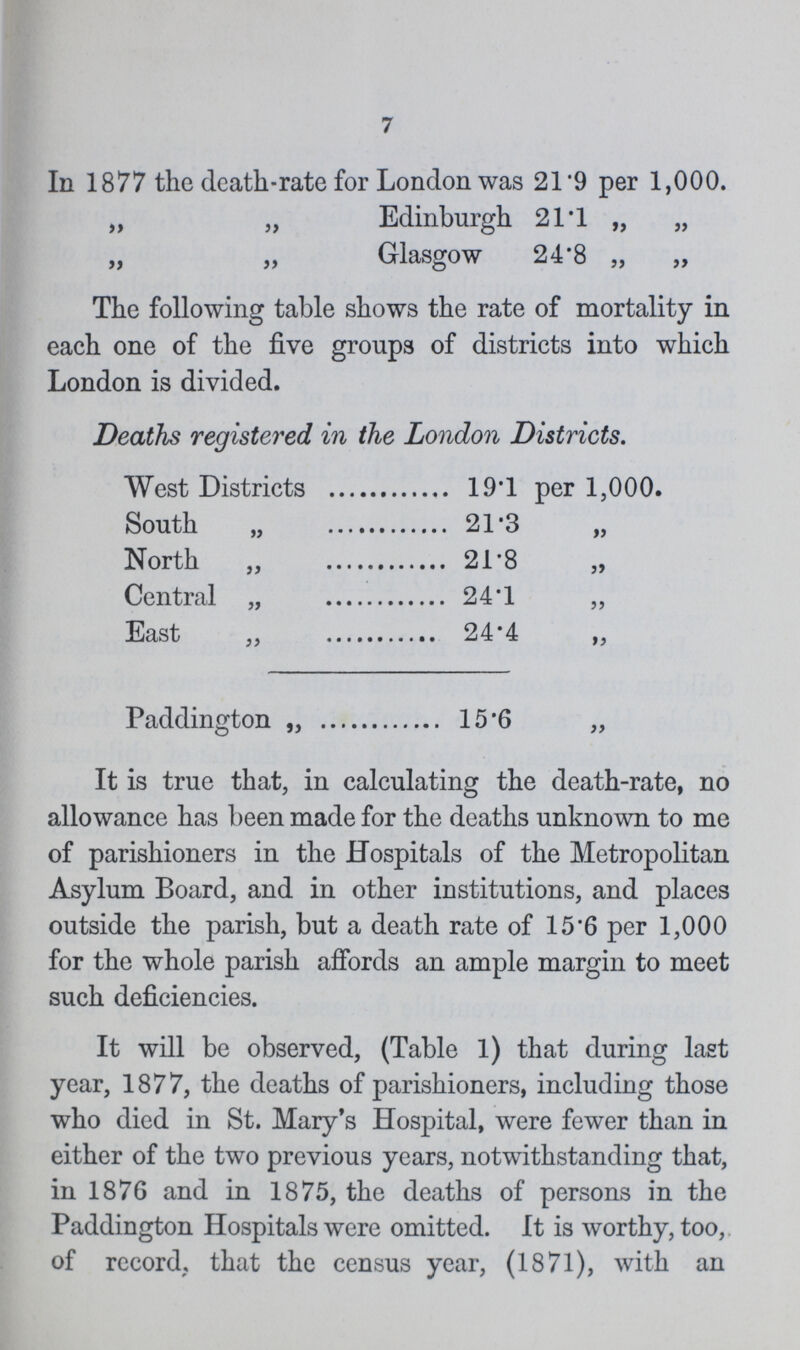 7
In 1877 the death-rate for London was 21·9 per 1,000.
„ „ Edinburgh 21·1 „ „
„ „ Glasgow 24·8 „ „
The following table shows the rate of mortality in
each one of the five groups of districts into which
London is divided.
Deaths registered in the London Districts.
West Districts ............ 19·1 per 1,000.
South „ ............ 21·3 „
North „ ............ 21·8 „
Central „ ............ 24·1 „
East „ ........... 24·4 „
Paddington „ ............ 15·6 „
It is true that, in calculating the death-rate, no
allowance has been made for the deaths unknown to me
of parishioners in the Hospitals of the Metropolitan
Asylum Board, and in other institutions, and places
outside the parish, but a death rate of 15·6 per 1,000
for the whole parish affords an ample margin to meet
such deficiencies.
It will be observed, (Table 1) that during last
year, 1877, the deaths of parishioners, including those
who died in St. Mary's Hospital, were fewer than in
either of the two previous years, notwithstanding that,
in 1876 and in 1875, the deaths of persons in the
Paddington Hospitals were omitted. It is worthy, too,
of record, that the census year, (1871), with an